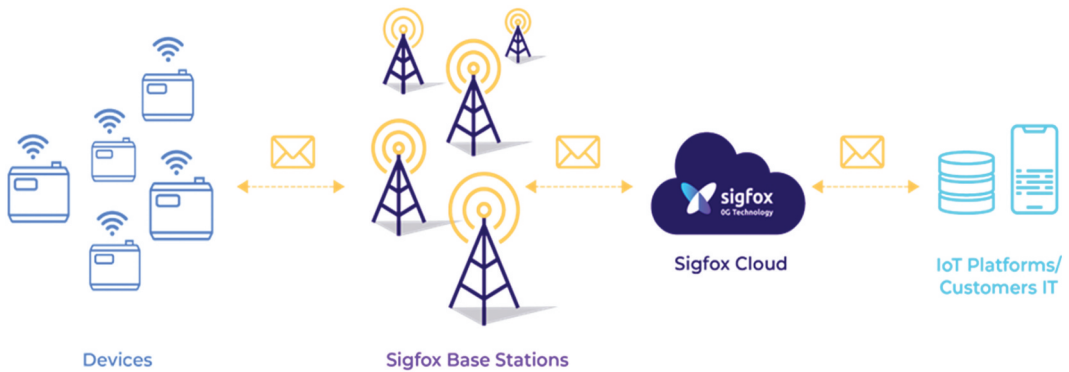 sigfox
0G Technology
Sigfox Cloud
IoT Platforms/
Customers IT
Devices
Sigfox Base Stations